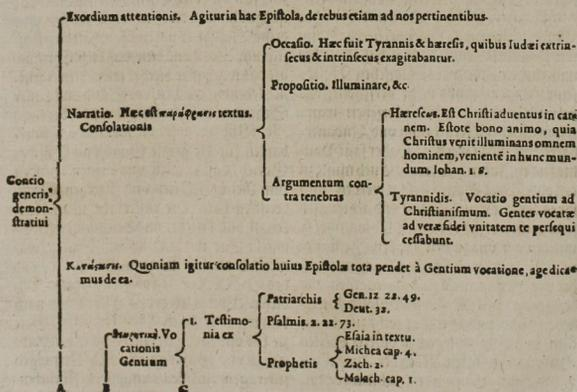 Exordium attentionis. Agitur in hac Epistola, de rebus etiam ad nos pertinentibus.
Occasio. Hæc fuit Tyrannis & hæresis, quibus Iudæi extrin-
secus & intrinsecus exagitabantur.
Propositio. Illuminare, &c.
Narratio. Hæc est παράφρασις textus.
Consolationis
Hæreseos. Est Christi aduentus in car
nem. Estote bono animo, quia
Christus venit illuminans omnem
hominem, venientē in hunc mun-
dum. Iohan. 1. 8.
Argumentum con-
tra tenebras
Tyrannidis. Vocatio gentium ad
Christianismum. Gentes vocatæ
ad veræ fidei vnitatem te persequi
cessabunt.
Concio
generis
demon-
stratiui
Κατάβασις. Quoniam igitur consolatio huius Epistolæ tota pendet à Gentium vocatione, age dica-
mus de ea.
Vo
cationis
Gentium
1. Testimo-
nia ex
Patriarchis
Gen. 12 22. 49.
Deut. 32.
Psalmis. 2. 22. 73.
Prophetis
Esaia in textu.
Michea cap. 4.
Zach. 2.
Malach. cap. 1.
A B C